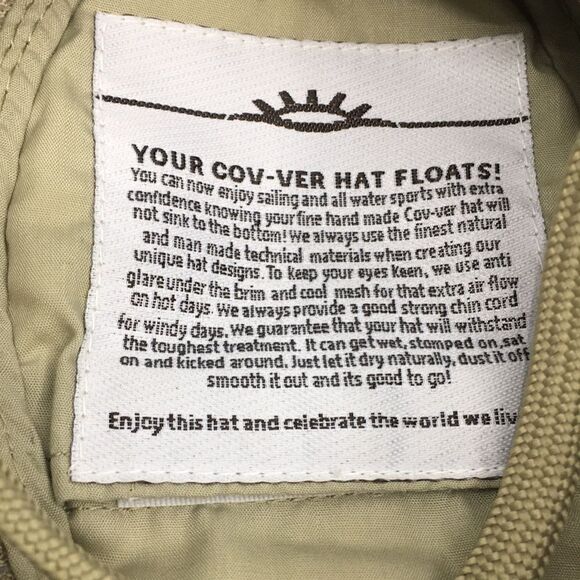 YOUR COV-VER HAT FLOATS!
You can now enjoy sailing and all water sports with extra
confidence knowing your fine hand made Cov-ver hat will
not sink to the bottom! We always use the finest natural
and man made technical materials when creating our
unique hat designs. To keep your eyes keen, we use anti
glare under the brim and cool mesh for that extra air flow
on hot days. We always provide a good strong chin cord
for windy days. We guarantee that your hat will withstand
the toughest treatment. It can get wet, stomped on, sat
on and kicked around. Just let it dry naturally, dust it off
smooth it out and its good to go!
Enjoy this hat and celebrate the world we liv